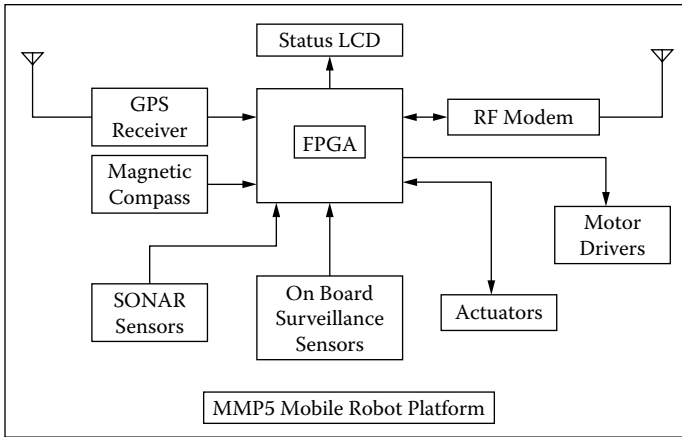 Status LCD
GPS
Receiver
FPGA
RF Modem
Magnetic
Compass
Motor
Drivers
SONAR
Sensors
On Board
Surveillance
Sensors
Actuators
MMP5 Mobile Robot Platform